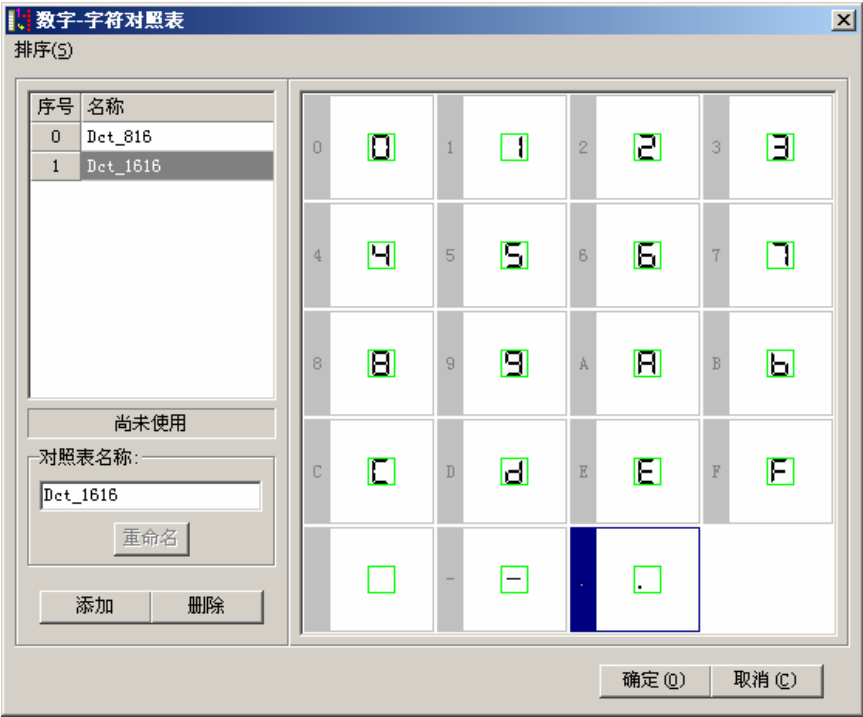 数字-字符对照表
排序(S)
序号 名称
0 Dct_816
1 Dct_1616
尚未使用
对照表名称:
Dct_1616
重命名
添加 删除
0 0 1 1 2 2 3 3
4 4 5 5 6 6 7 7
8 8 9 9 A A B b
C C D d E E F F
- - . .
确定(O) 取消(C)